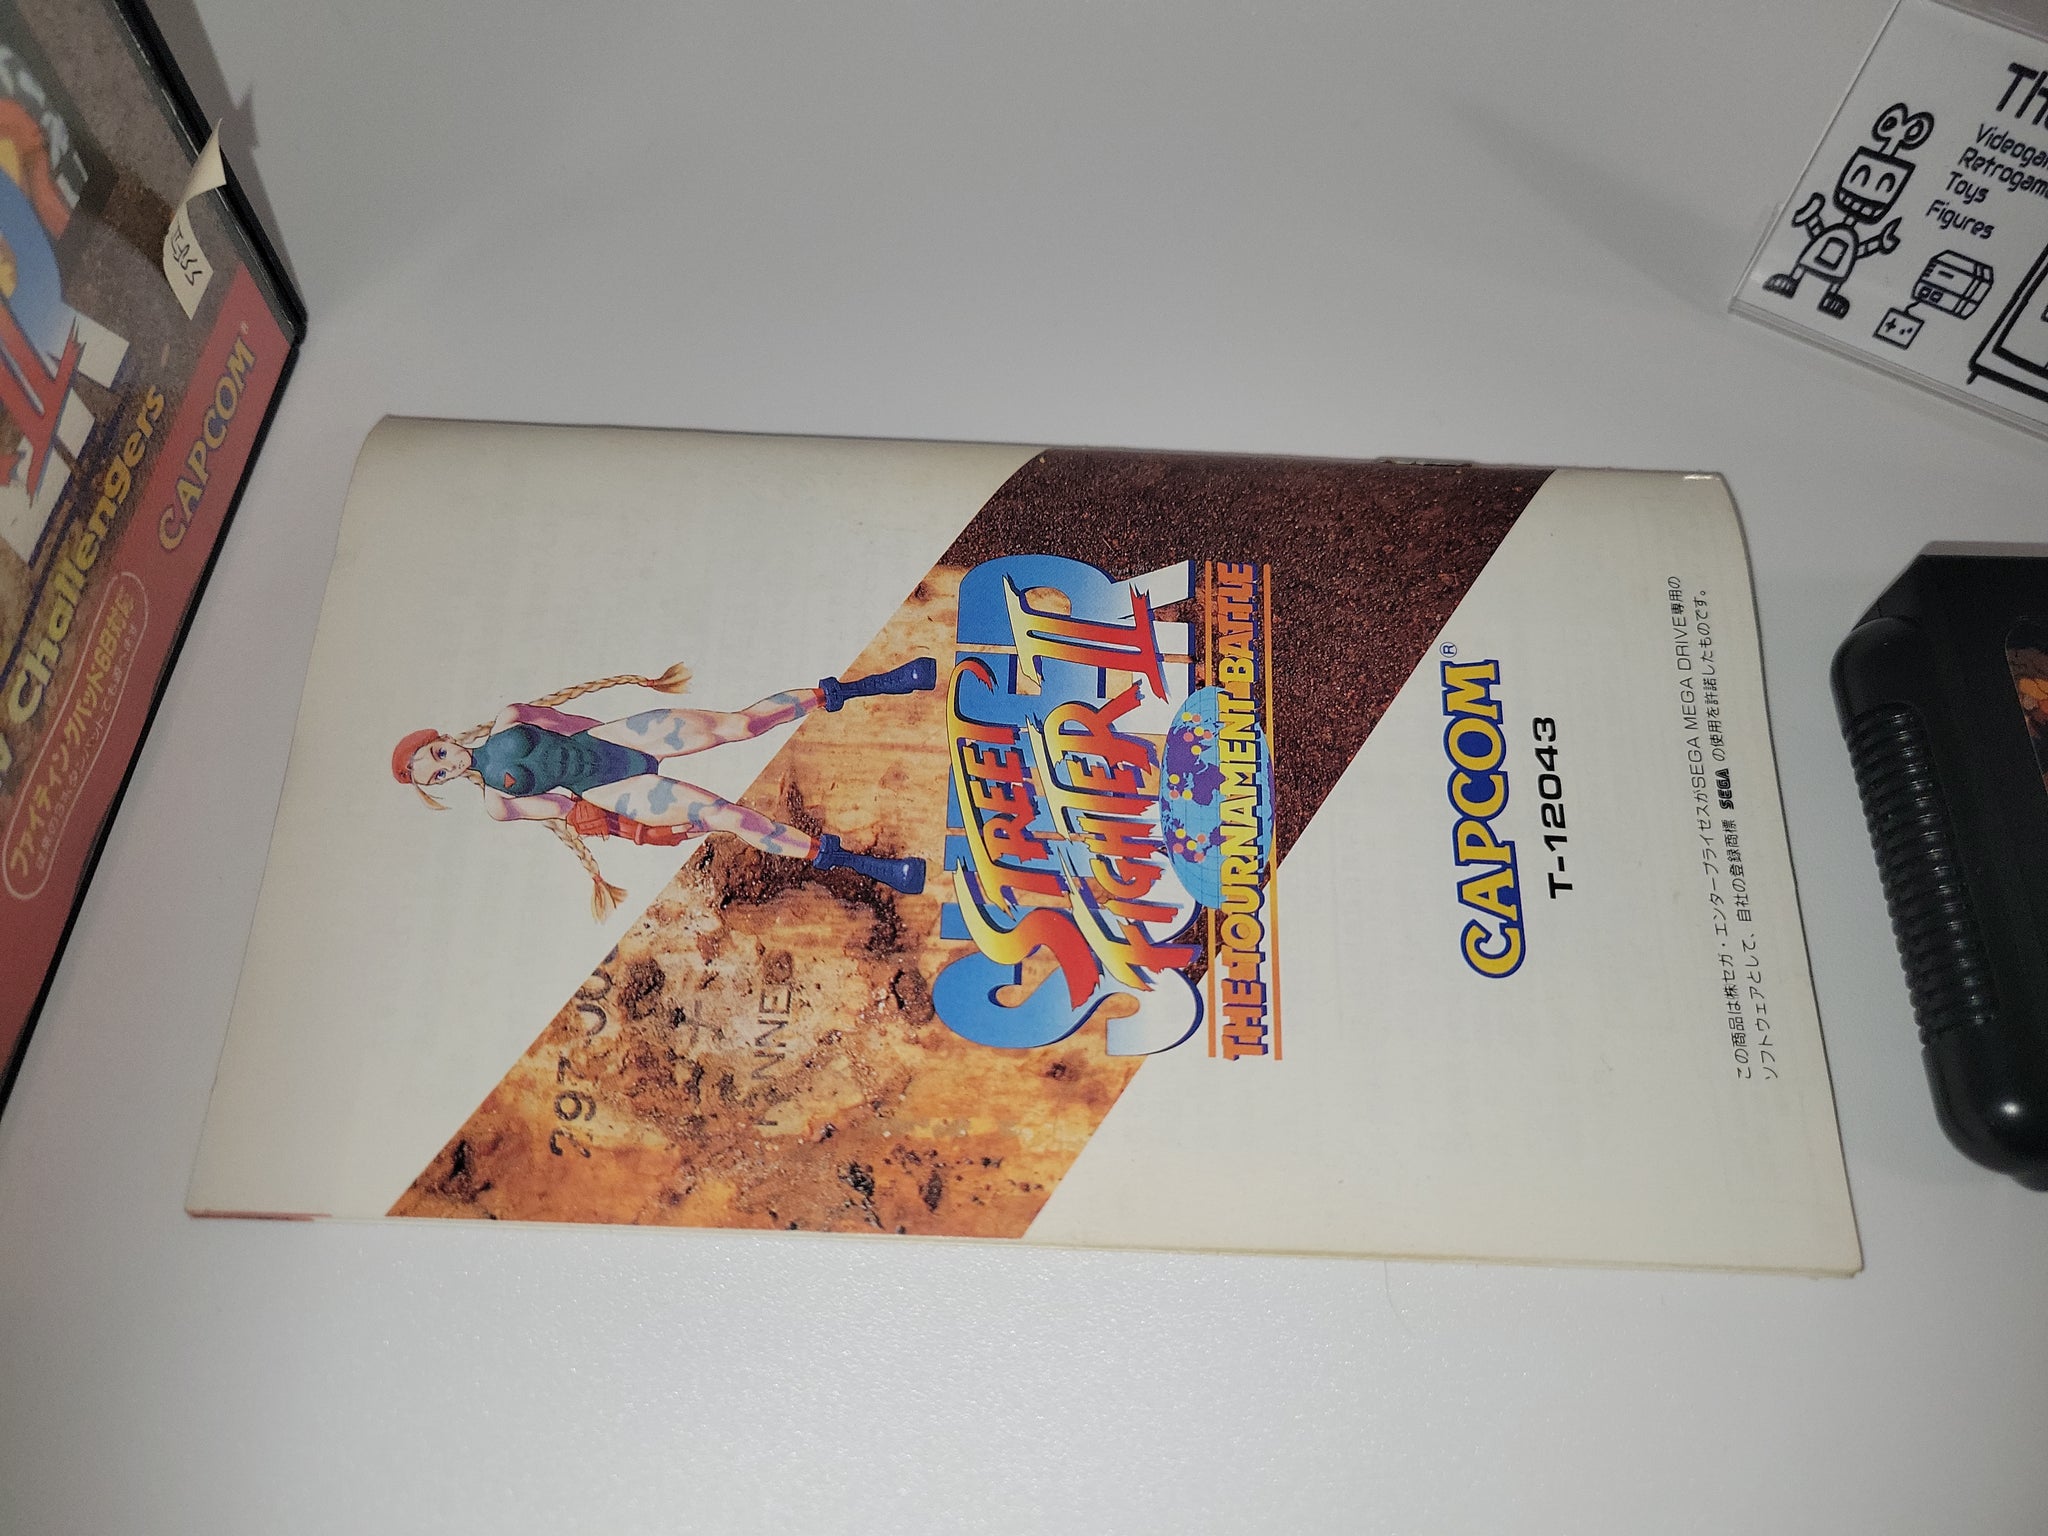 SUPER
STREET
FIGHTER II
THE TOURNAMENT BATTLE
CAPCOM®
T-12043
この商品は株セガ・エンタープライゼスがSEGA MEGA DRIVE専用の
ソフトウェアとして、自社の登録商標 SEGA の使用を許諾したものです。
Challengers
CAPCOM®
ファイティングパッド6B対応
Videoga
Retrogam
Toys
Figures